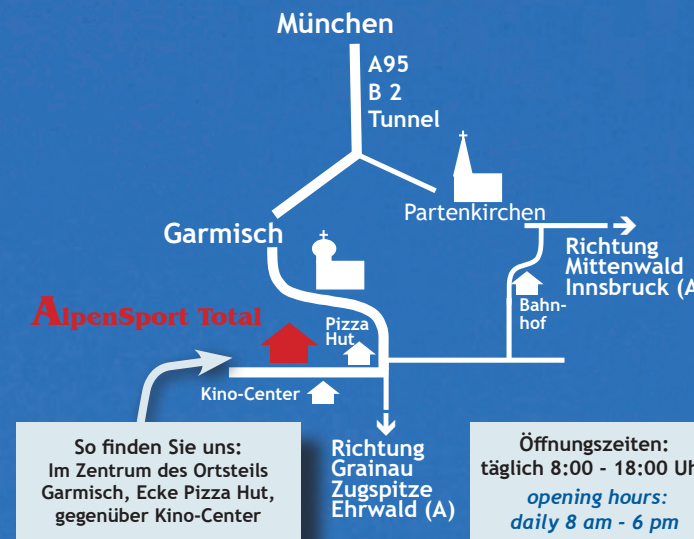 München
A95
B 2
Tunnel
Partenkirchen
Garmisch
Richtung
Mittenwald
Innsbruck (A
Bahn-
hof
AlpenSport Total
Pizza
Hut
Kino-Center
So finden Sie uns:
Im Zentrum des Ortsteils
Garmisch, Ecke Pizza Hut,
gegenüber Kino-Center
Richtung
Grainau
Zugspitze
Ehrwald (A)
Öffnungszeiten:
täglich 8:00 - 18:00 Uh
opening hours:
daily 8 am - 6 pm